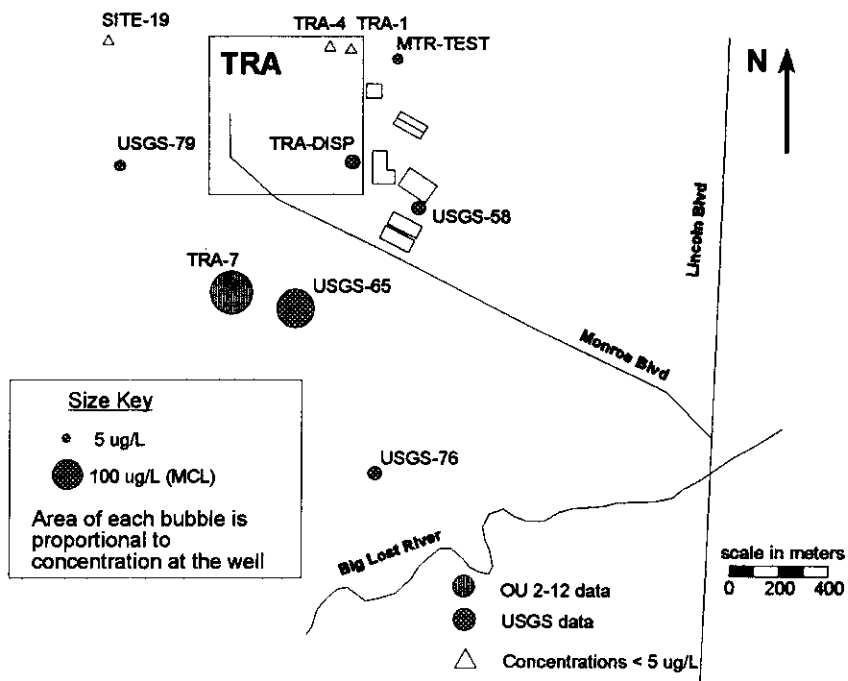 SITE-19
TRA-4 TRA-1
MTR-TEST
TRA
N
USGS-79
TRA-DISP
USGS-58
Lincoln Blvd
TRA-7
USGS-65
Monroe Blvd
Size Key
5 ug/L
100 ug/L (MCL)
Area of each bubble is
proportional to
concentration at the well
USGS-76
Big Lost River
scale in meters
0 200 400
OU 2-12 data
USGS data
Concentrations < 5 ug/L